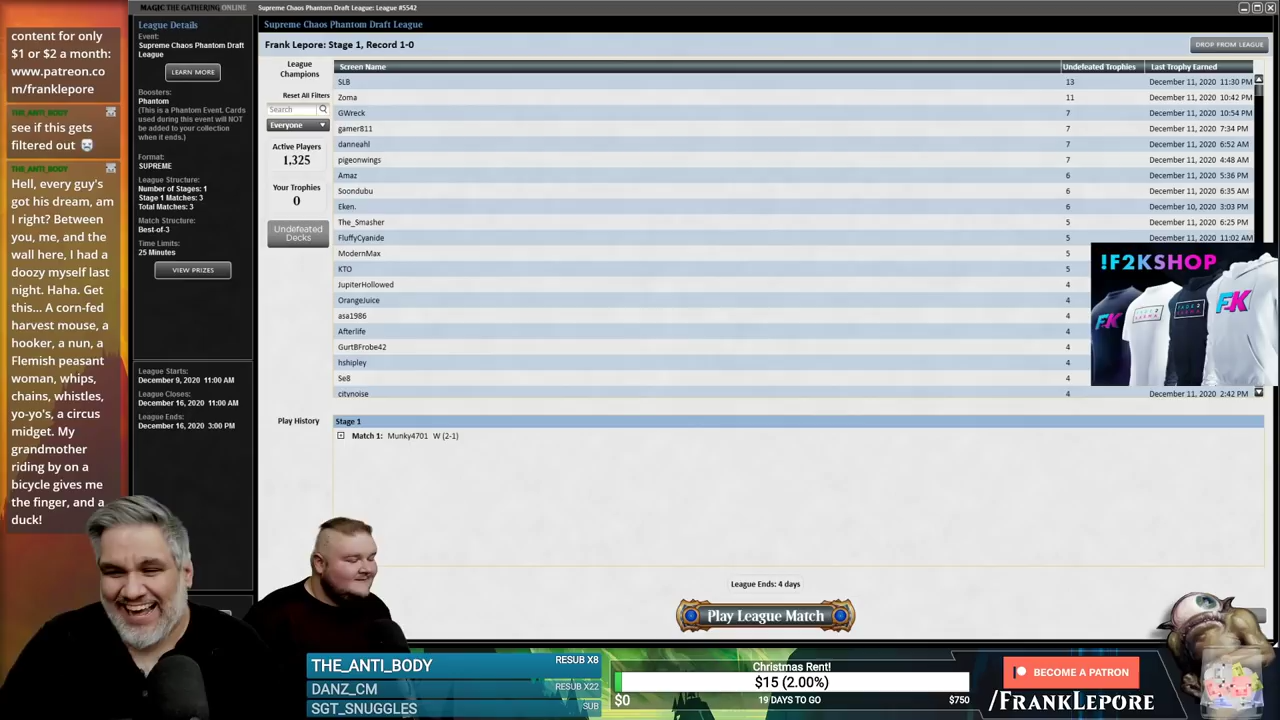 MAGIC THE GATHERING ONLINE
Supreme Chaos Phantom Draft League: League #5542
content for only
$1 or $2 a month:
www.patreon.co
m/franklepore
THE_ANTI_BODY
see if this gets
filtered out
THE_ANTI_BODY
Hell, every guy's
got his dream, am
I right? Between
you, me, and the
wall here, I had a
doozy myself last
night. Haha. Get
this... A corn-fed
harvest mouse, a
hooker, a nun, a
Flemish peasant
woman, whips,
chains, whistles,
yo-yo's, a circus
midget. My
grandmother
riding by on a
bicycle gives me
the finger, and a
duck!
League Details
Event:
Supreme Chaos Phantom Draft
League
LEARN MORE
Boosters:
Phantom
(This is a Phantom Event. Cards
used during this event will NOT
be added to your collection
when it ends.)
Format:
SUPREME
League Structure:
Number of Stages: 1
Stage 1 Matches: 3
Total Matches: 3
Match Structure:
Best-of-3
Time Limits:
25 Minutes
VIEW PRIZES
League Starts:
December 9, 2020 11:00 AM
League Closes:
December 16, 2020 11:00 AM
League Ends:
December 16, 2020 3:00 PM
Supreme Chaos Phantom Draft League
Frank Lepore: Stage 1, Record 1-0
DROP FROM LEAGUE
League
Champions
Reset All Filters
Search
Everyone
Active Players
1,325
Your Trophies
0
Undefeated
Decks
Screen Name Undefeated Trophies Last Trophy Earned
SLB 13 December 11, 2020 11:30 PM
Zoma 11 December 11, 2020 10:42 PM
GWreck 7 December 11, 2020 10:54 PM
gamer811 7 December 11, 2020 7:34 PM
danneahl 7 December 11, 2020 6:52 AM
pigeonwings 7 December 11, 2020 4:48 AM
Amaz 6 December 11, 2020 5:36 PM
Soondubu 6 December 11, 2020 6:35 AM
Eken. 6 December 10, 2020 3:03 PM
The_Smasher 5 December 11, 2020 6:25 PM
FluffyCyanide 5 December 11, 2020 11:02 AM
ModernMax 5
KTO 5
JupiterHollowed 4
OrangeJuice 4
asa1986 4
Afterlife 4
GurtBFrobe42 4
hshipley 4
Se8 4
citynoise 4 December 11, 2020 2:42 PM
!F2KSHOP
FK
FK
Play History
Stage 1
Match 1: Munky4701 W (2-1)
League Ends: 4 days
Play League Match
THE_ANTI_BODY RESUB X8
DANZ_CM RESUB X22
SGT_SNUGGLES SUB
Christmas Rent!
$15 (2.00%)
$0 19 DAYS TO GO $750
BECOME A PATRON
/FRANKLEPORE